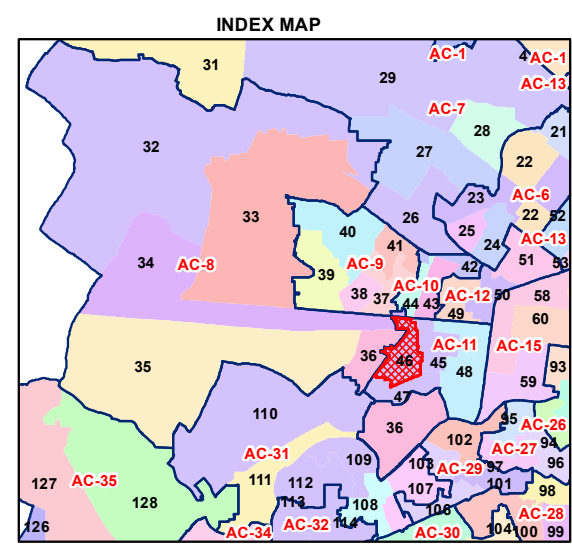 INDEX MAP
31
AC-1
4
AC-1
29
AC-13
AC-7
28
21
32
27
22
AC-6
23
33
26
22
52
40
25
24
AC-13
41
34
AC-8
39
AC-9
42
51
53
AC-10
38
37
44
43
AC-12
50
58
49
60
35
36
46
AC-11
45
48
AC-15
93
59
47
110
36
95
AC-26
102
AC-27
94
AC-31
109
103
AC-29
97
96
127
AC-35
111
112
107
101
98
128
113
108
106
126
AC-34
AC-32
114
AC-30
104
100
AC-28
99